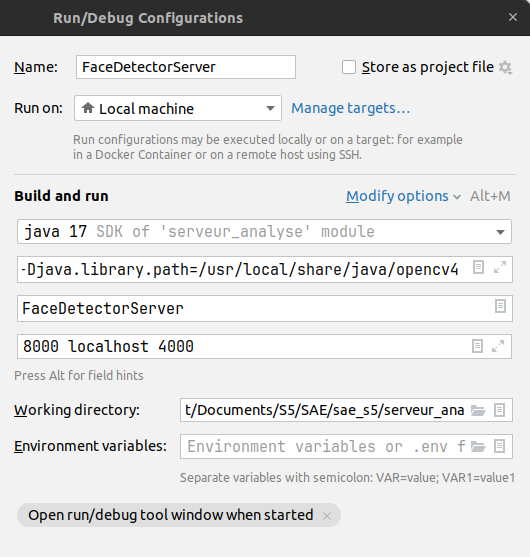 Run/Debug Configurations
Name: FaceDetectorServer Store as project file
Run on: Local machine Manage targets...
Run configurations may be executed locally or on a target: for example
in a Docker Container or on a remote host using SSH.
Build and run Modify options Alt+M
java 17 SDK of 'serveur_analyse' module
-Djava.library.path=/usr/local/share/java/opencv4
FaceDetectorServer
8000 localhost 4000
Press Alt for field hints
Working directory: t/Documents/S5/SAE/sae_s5/serveur_ana
Environment variables: Environment variables or .env f
Separate variables with semicolon: VAR=value; VAR1=value1
Open run/debug tool window when started